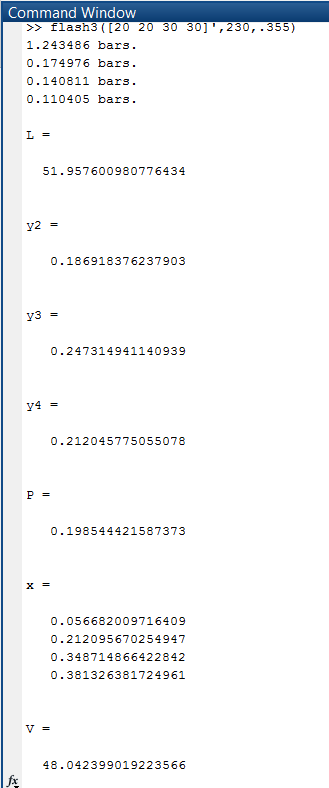 Command Window
>> flash3([20 20 30 30]',230,.355)
1.243486 bars.
0.174976 bars.
0.140811 bars.
0.110405 bars.
L =
51.957600980776434
y2 =
0.186918376237903
y3 =
0.247314941140939
y4 =
0.212045775055078
P =
0.198544421587373
x =
0.056682009716409
0.212095670254947
0.348714866422842
0.381326381724961
V =
48.042399019223566
fx